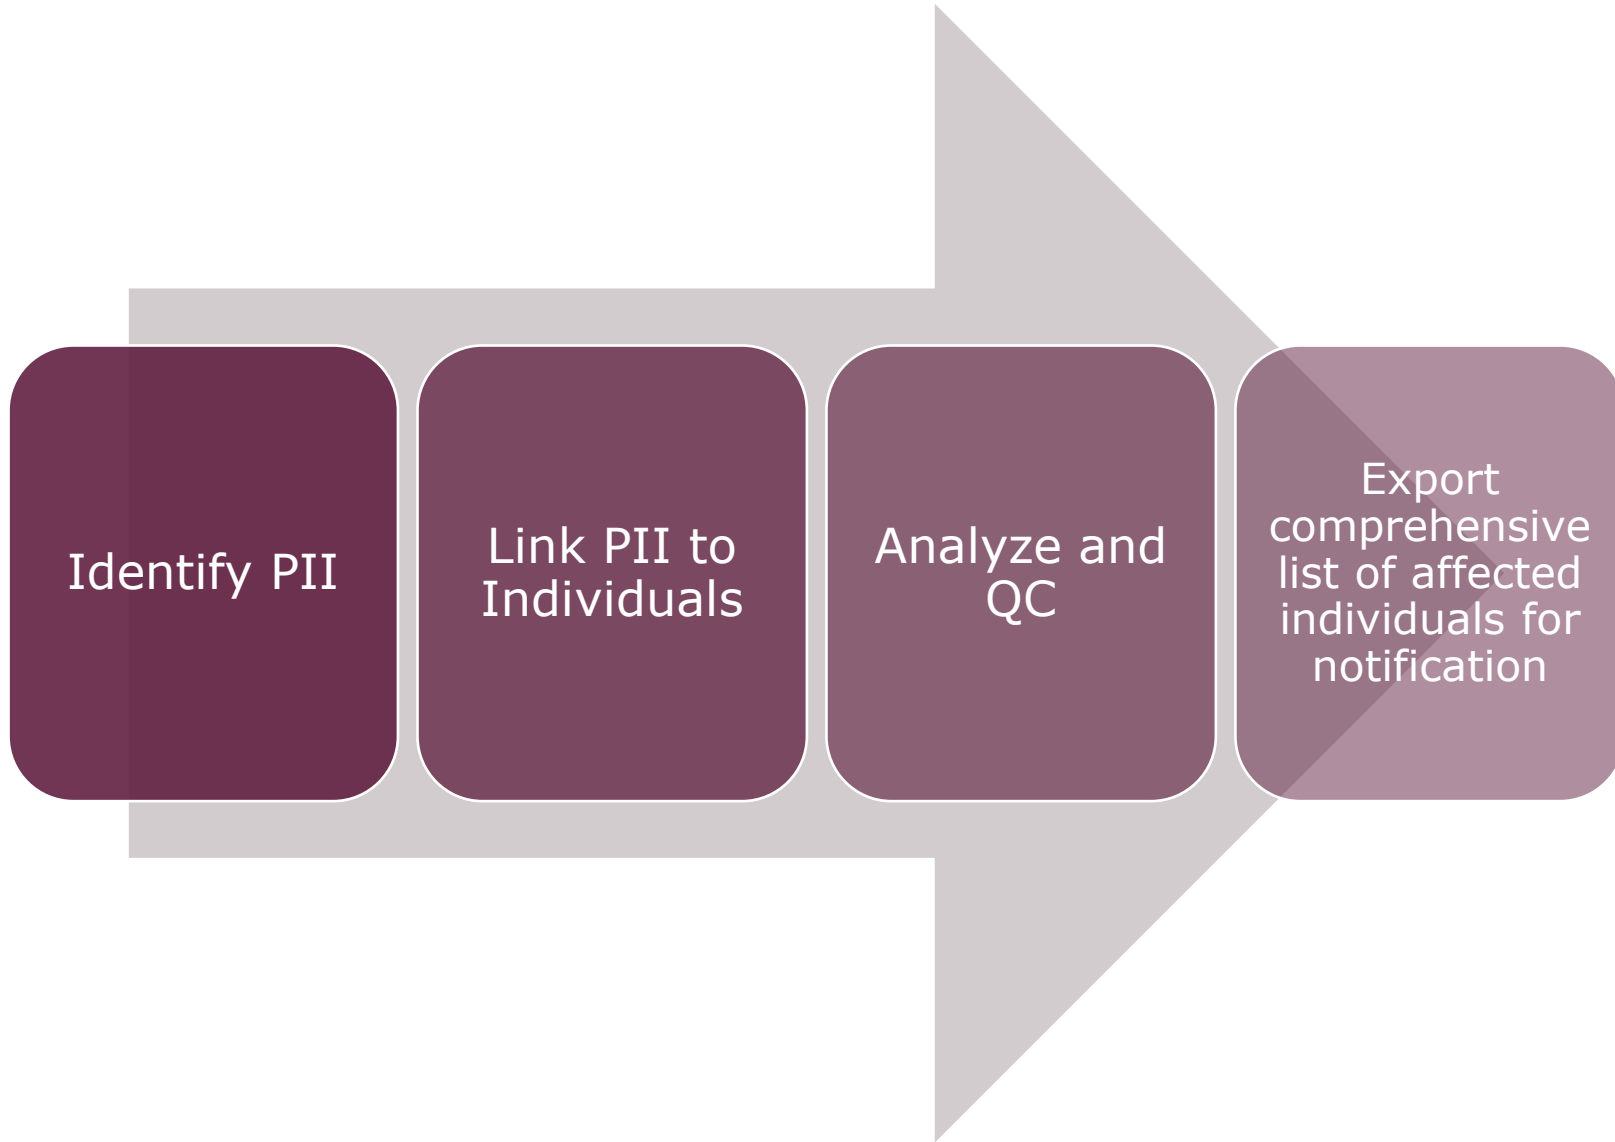 Identify PII
Link PII to
Individuals
Analyze and
QC
Export
comprehensive
list of affected
individuals for
notification